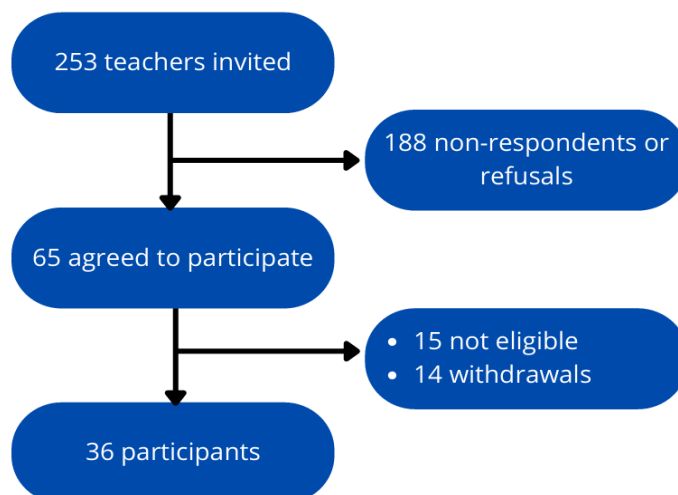 253 teachers invited
188 non-respondents or
refusals
65 agreed to participate
• 15 not eligible
• 14 withdrawals
36 participants